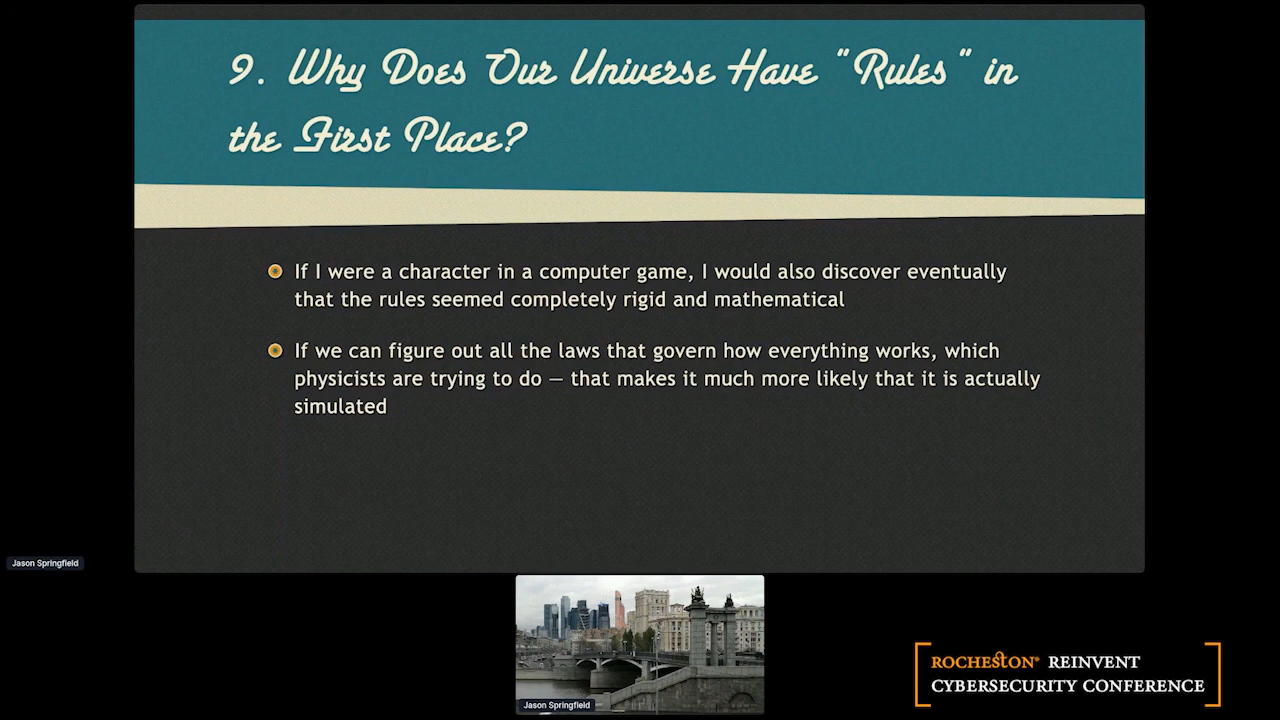 9. Why Does Our Universe Have "Rules" in
the First Place?
If I were a character in a computer game, I would also discover eventually
that the rules seemed completely rigid and mathematical
If we can figure out all the laws that govern how everything works, which
physicists are trying to do — that makes it much more likely that it is actually
simulated
Jason Springfield
Jason Springfield
ROCHESTON® REINVENT
CYBERSECURITY CONFERENCE